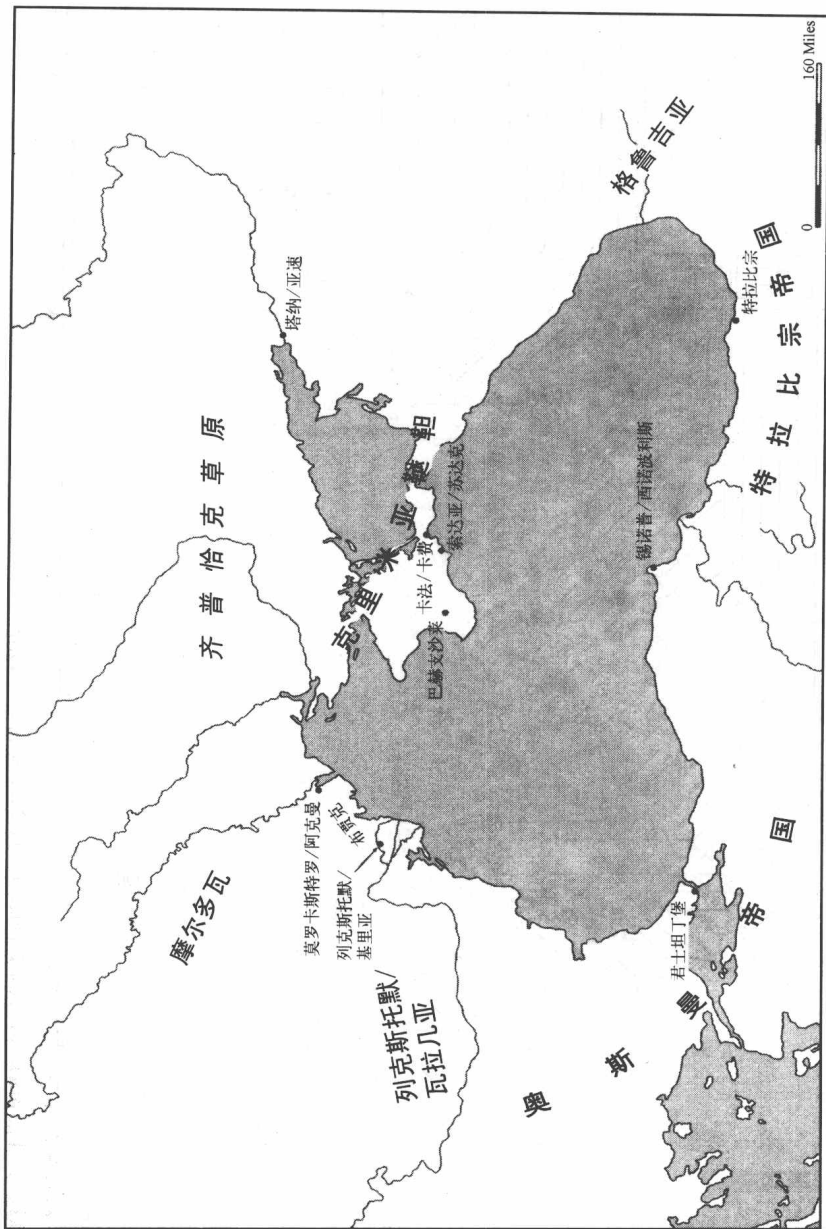 齐普恰克草原
塔纳/亚速
摩尔多瓦
莫罗卡斯特罗/阿克曼
布贾克
列克斯托默/
基里亚
列克斯托默/
瓦拉几亚
克里米亚鞑靼
卡法/卡费
索达亚/苏达克
巴赫支沙莱
格鲁吉亚
锡诺普/西诺波利斯
特拉比宗
特拉比宗帝国
君士坦丁堡
奥斯曼帝国
0
160 Miles